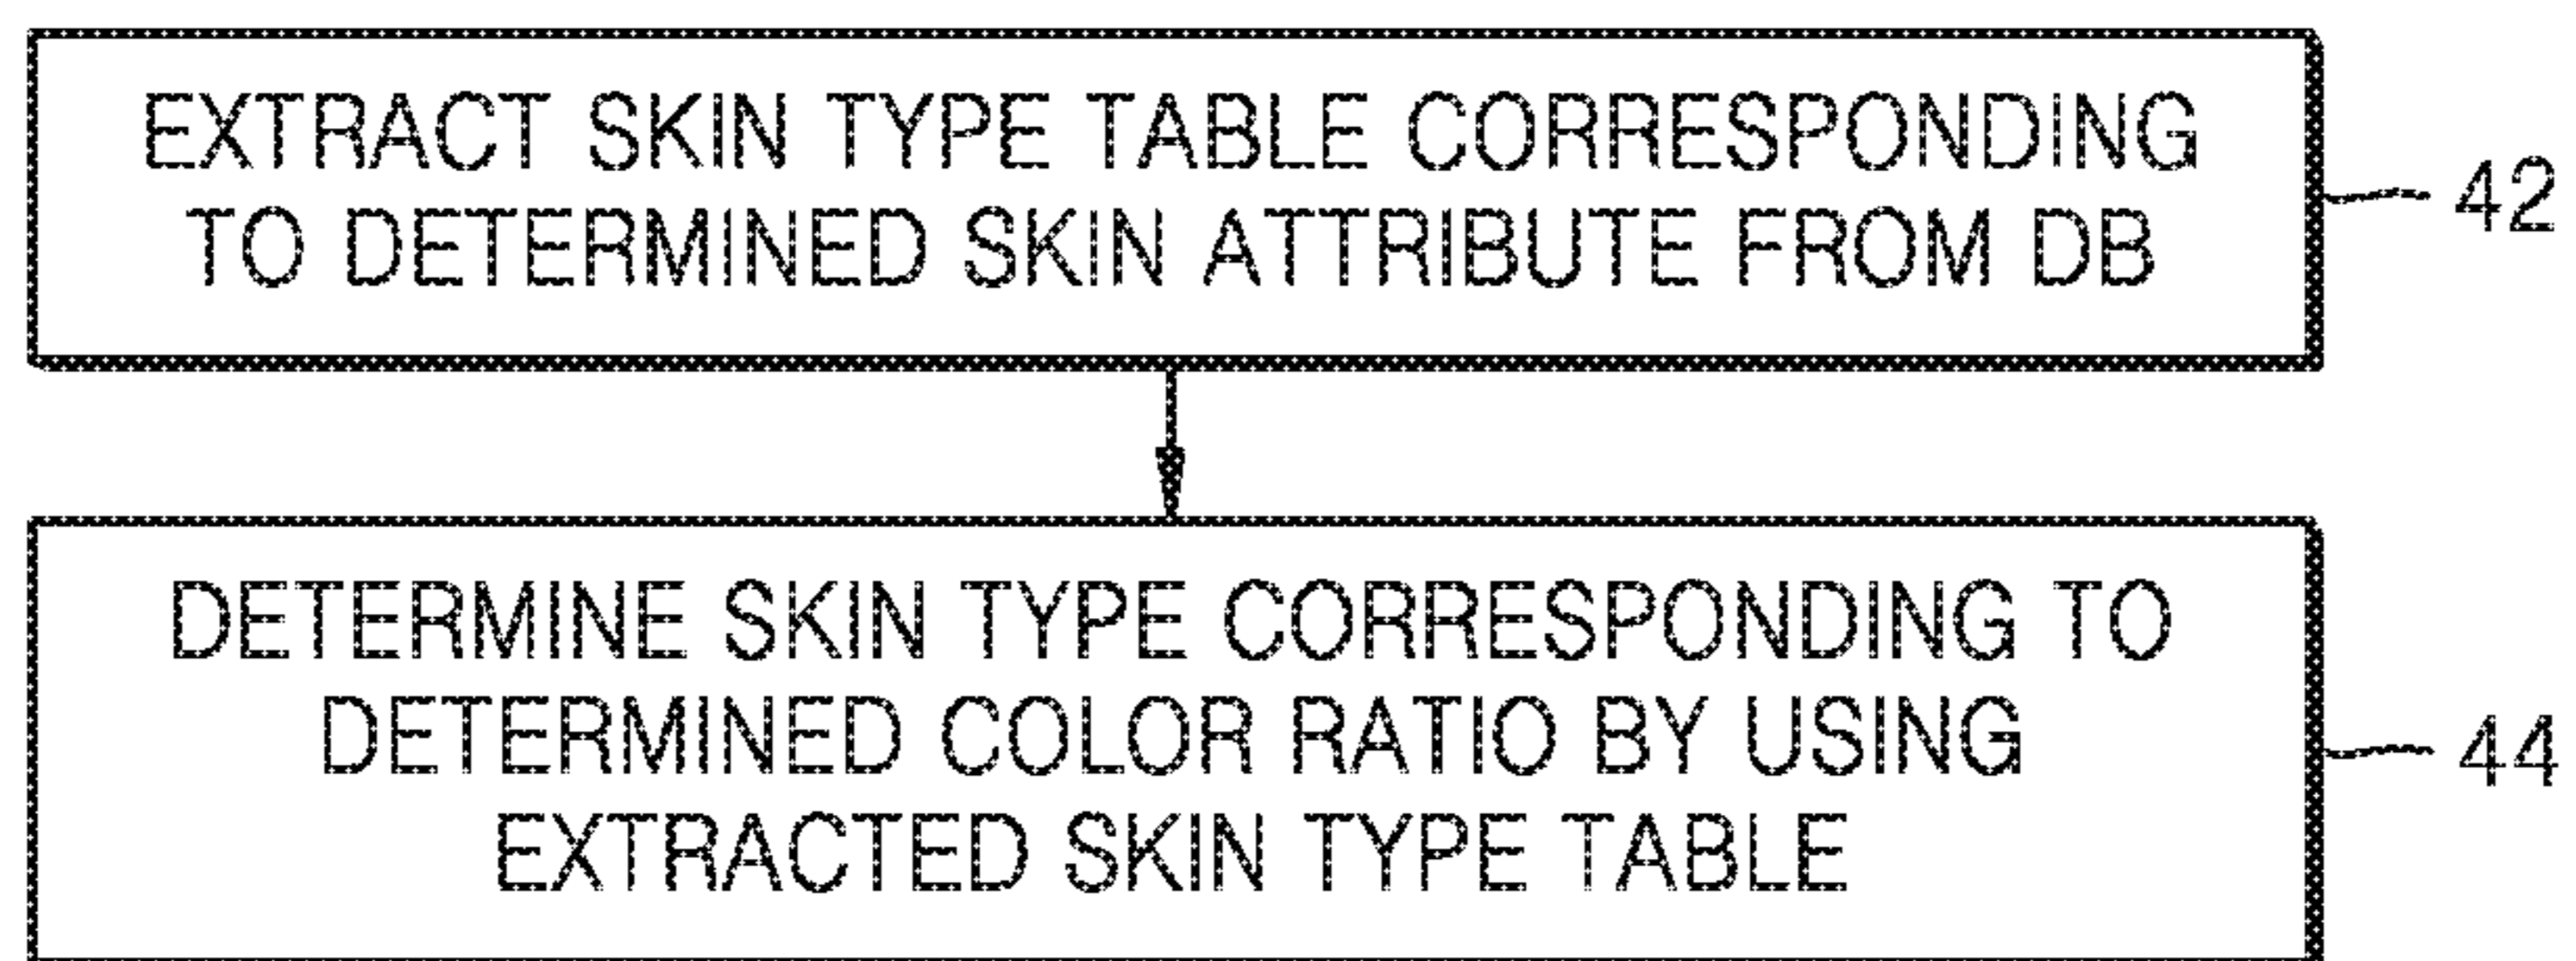 EXTRACT SKIN TYPE TABLE CORRESPONDING
TO DETERMINED SKIN ATTRIBUTE FROM DB
42
DETERMINE SKIN TYPE CORRESPONDING TO
DETERMINED COLOR RATIO BY USING
EXTRACTED SKIN TYPE TABLE
44